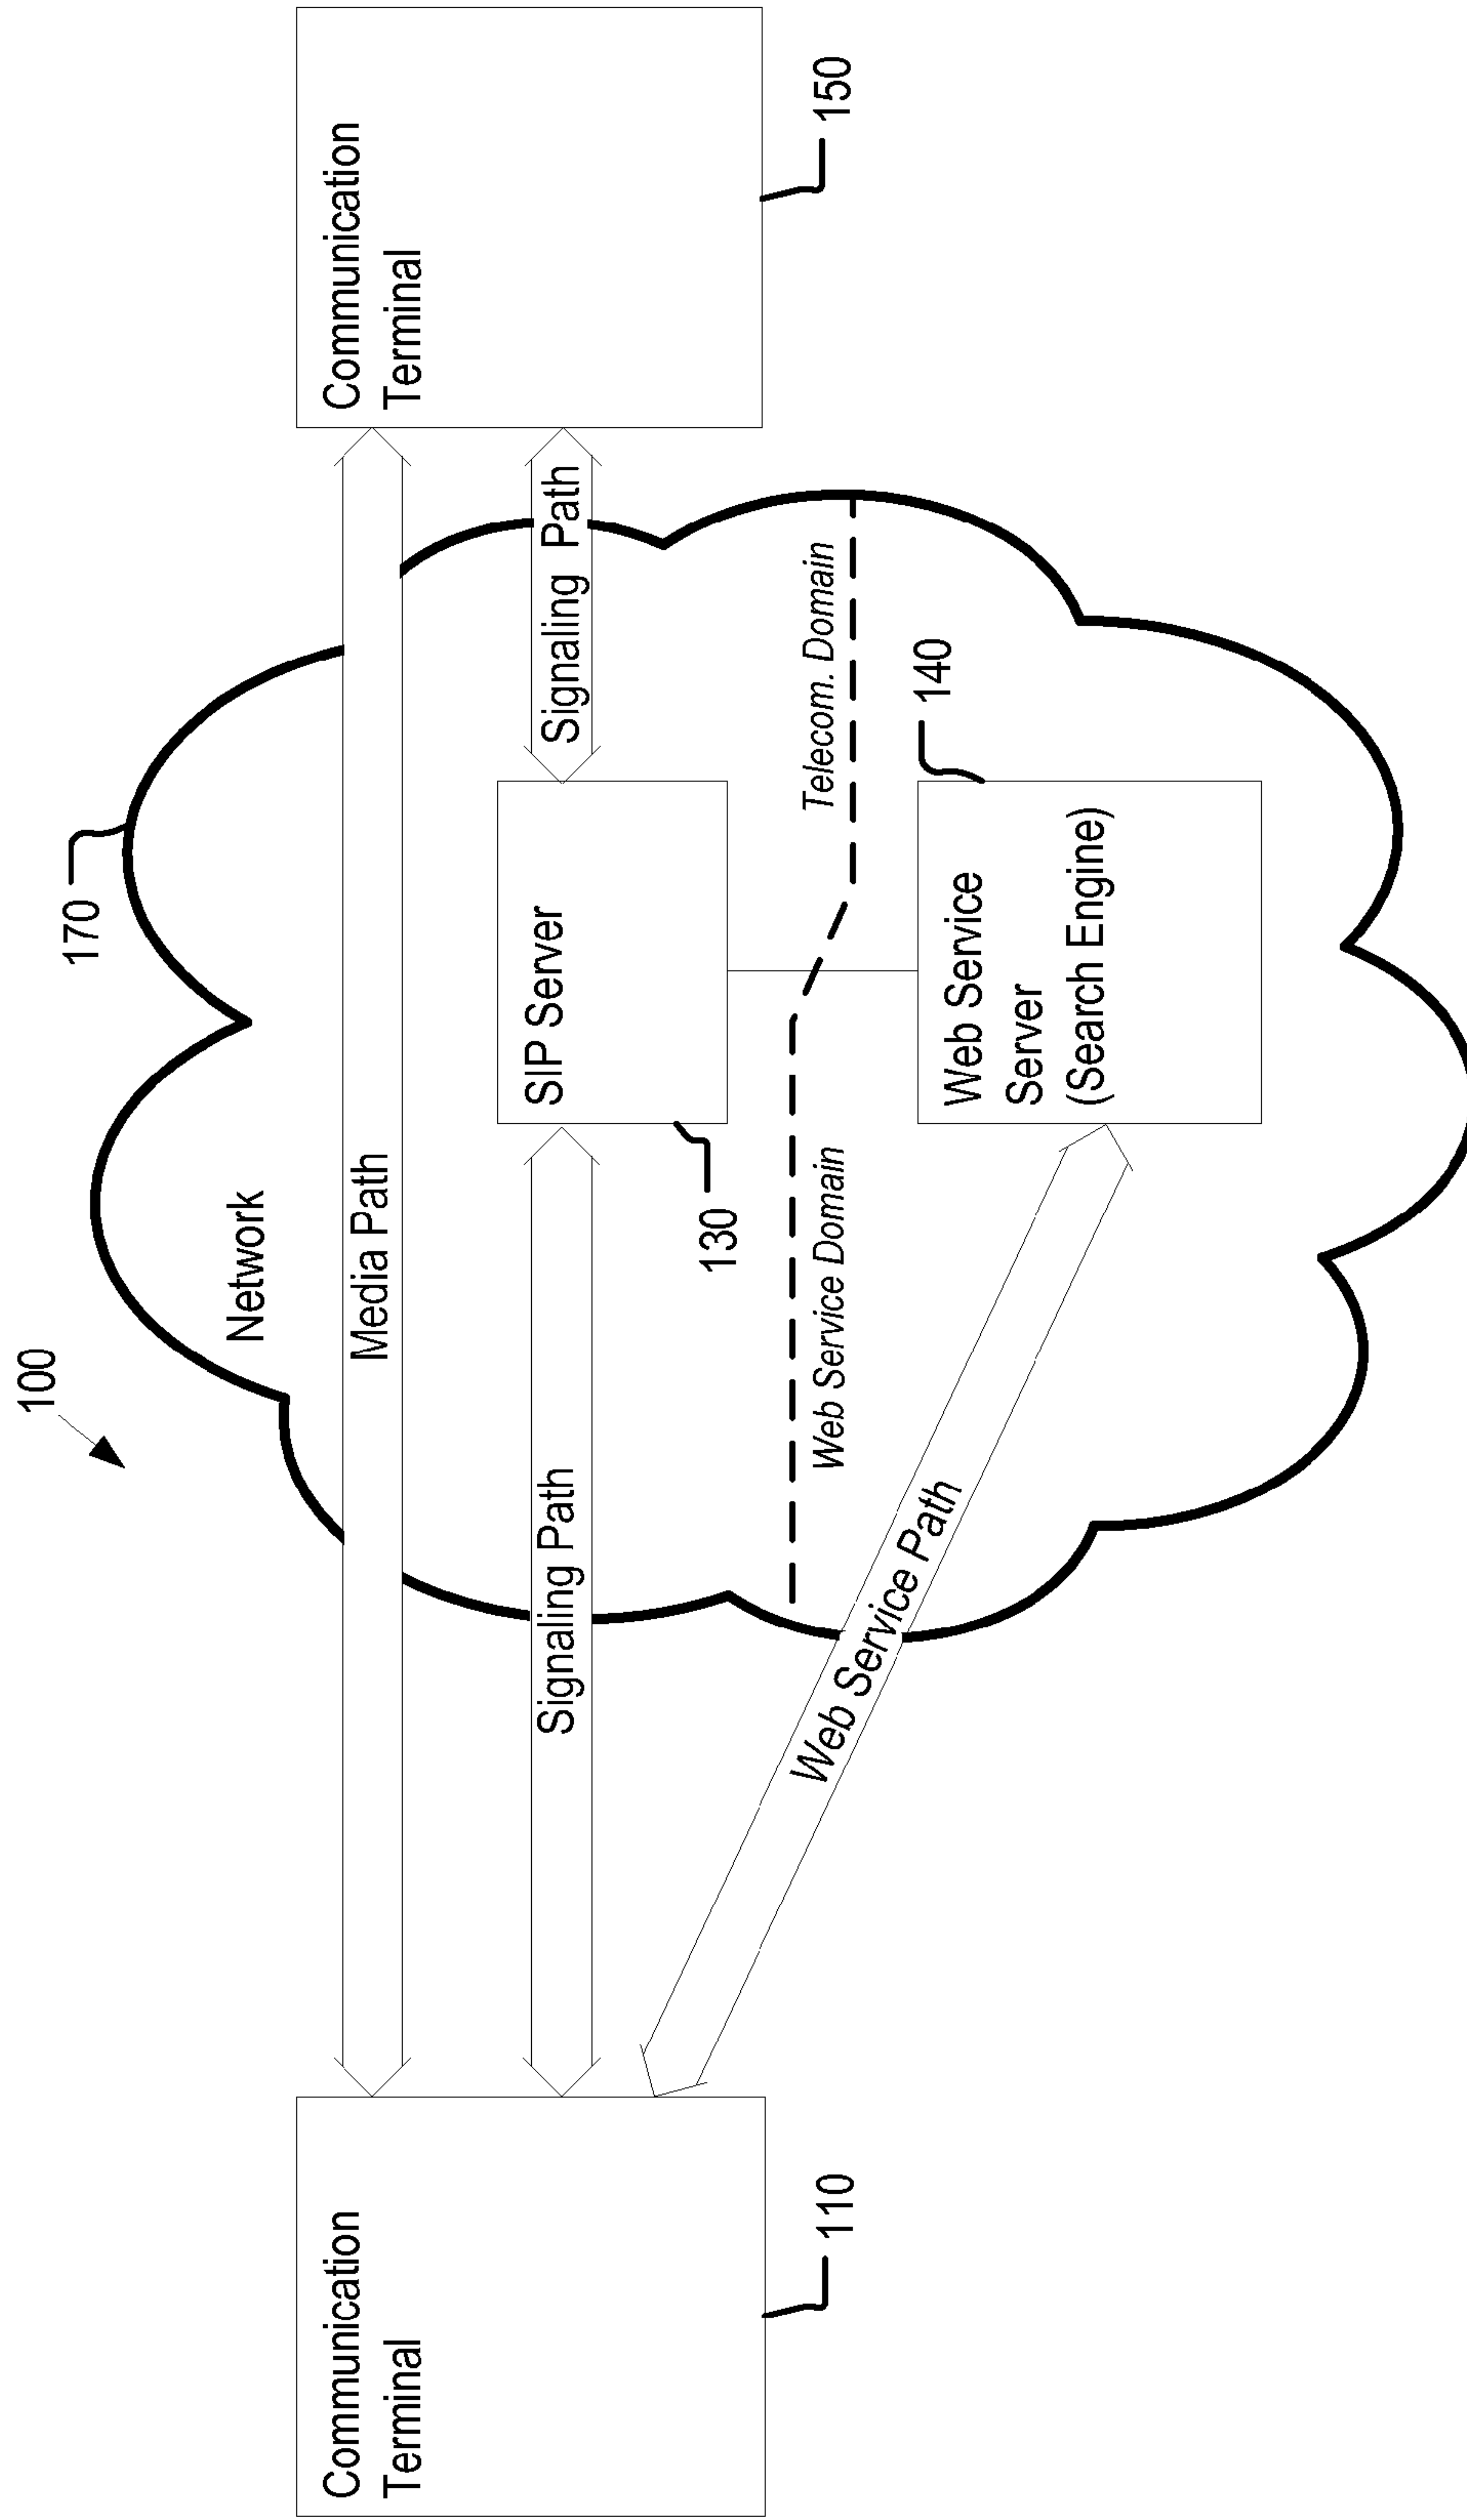 100
170
Network
Media Path
Communication
Terminal
110
Signaling Path
SIP Server
130
Signaling Path
Communication
Terminal
150
Telecom. Domain
Web Service Domain
Web Service Path
Web Service
Server
(Search Engine)
140